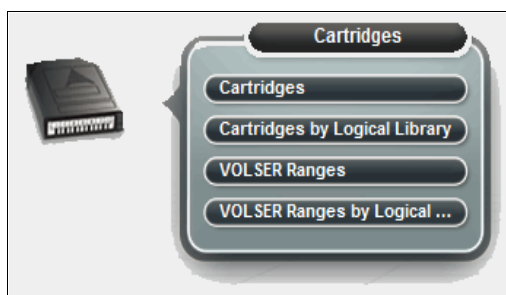 Cartridges
Cartridges
Cartridges by Logical Library
VOLSER Ranges
VOLSER Ranges by Logical ...